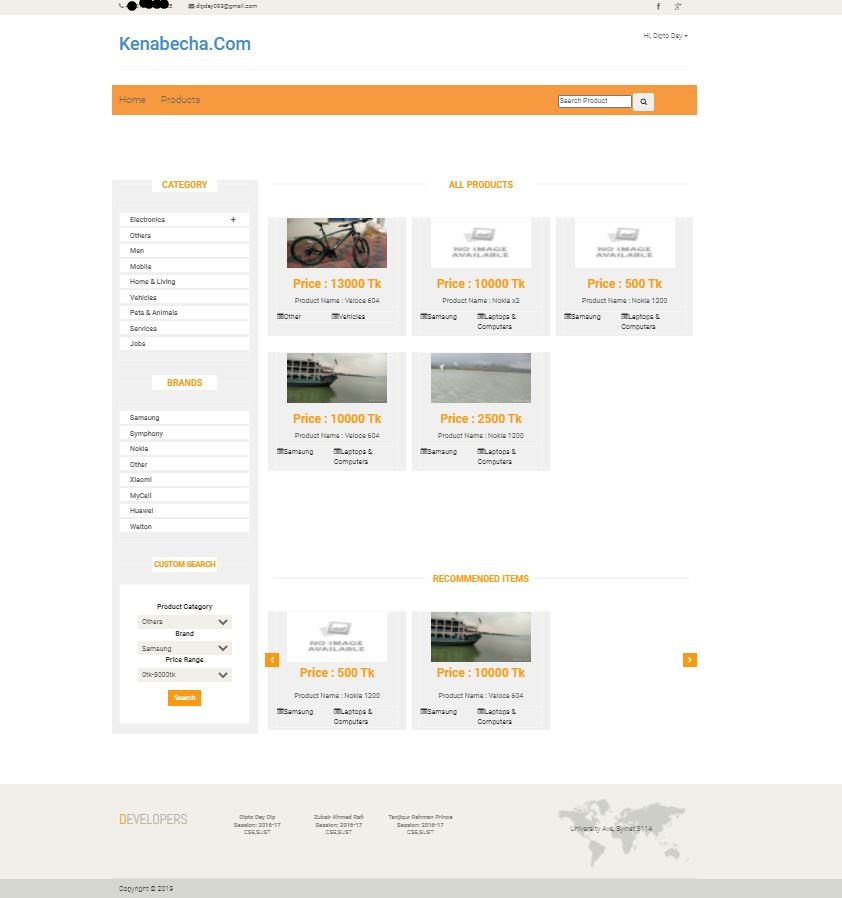 dipday093@gmail.com
Kenabecha.Com
Hi, Dipto Dey
Home Products
Search Product
CATEGORY
Electronics +
Others
Men
Mobile
Home & Living
Vehicles
Pets & Animals
Services
Jobs
BRANDS
Samsung
Symphony
Nokia
Other
Xiaomi
MyCell
Huawei
Walton
CUSTOM SEARCH
Product Category
Others
Brand
Samsung
Price Range
0tk-5000tk
Search
ALL PRODUCTS
Price : 13000 Tk
Product Name : Veloce 604
Other Vehicles
NO IMAGE
AVAILABLE
Price : 10000 Tk
Product Name : Nokia x2
Samsung Laptops &
Computers
NO IMAGE
AVAILABLE
Price : 500 Tk
Product Name : Nokia 1200
Samsung Laptops &
Computers
Price : 10000 Tk
Product Name : Veloce 604
Samsung Laptops &
Computers
Price : 2500 Tk
Product Name : Nokia 1200
Samsung Laptops &
Computers
RECOMMENDED ITEMS
NO IMAGE
AVAILABLE
Price : 500 Tk
Product Name : Nokia 1200
Samsung Laptops &
Computers
Price : 10000 Tk
Product Name : Veloce 604
Samsung Laptops &
Computers
DEVELOPERS
Dipto Dey Dip
Session: 2016-17
CSE,SUST
Zubair Ahmed Rafi
Session: 2016-17
CSE,SUST
Tanjiqur Rahman Prince
Session: 2016-17
CSE,SUST
University Ave, Sylhet 3114
Copyright © 2019